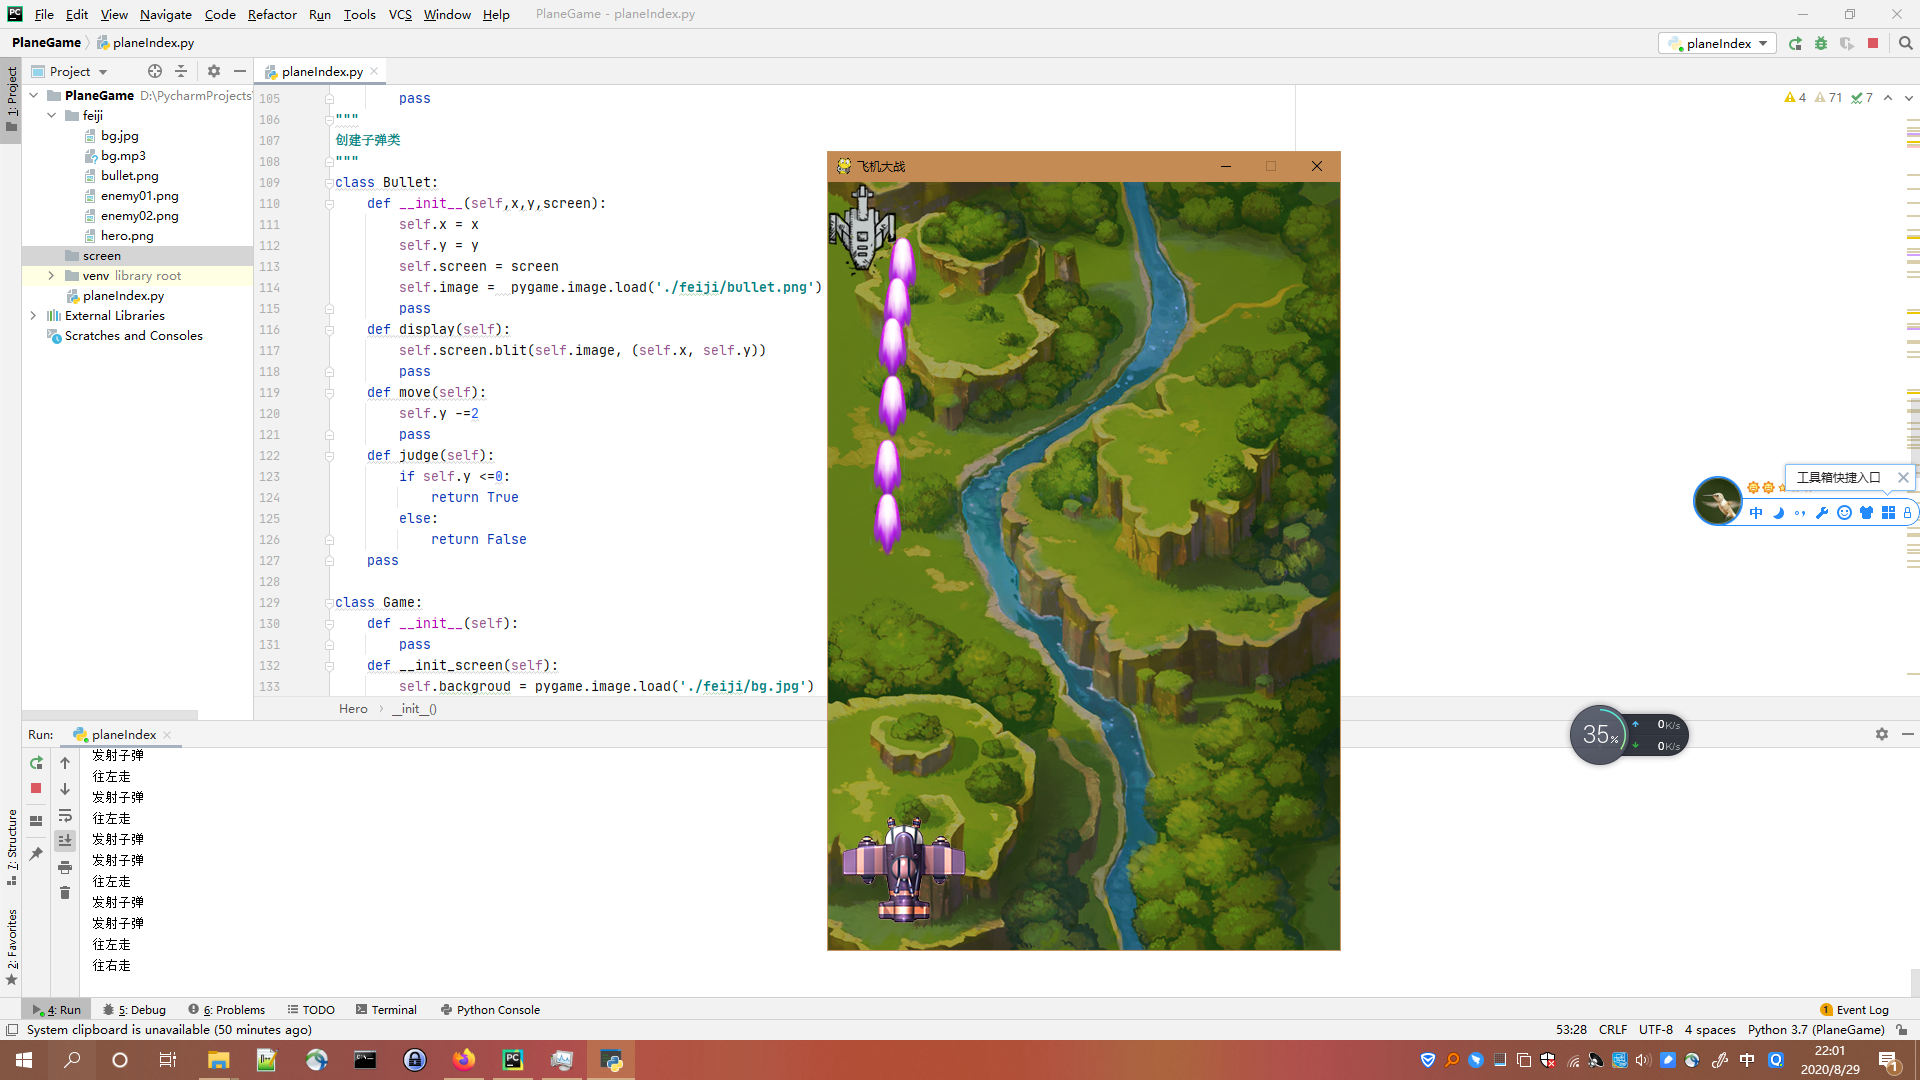 File Edit View Navigate Code Refactor Run Tools VCS Window Help PlaneGame - planeIndex.py
PlaneGame planeIndex.py
planeIndex
Project
planeIndex.py
1: Project
PlaneGame D:\PycharmProjects\
feiji
bg.jpg
bg.mp3
bullet.png
enemy01.png
enemy02.png
hero.png
screen
venv library root
planeIndex.py
External Libraries
Scratches and Consoles
4 71 7
105 pass
106 """
107 创建子弹类
108 """
109 class Bullet:
110 def __init__(self,x,y,screen):
111 self.x = x
112 self.y = y
113 self.screen = screen
114 self.image =  pygame.image.load('./feiji/bullet.png')
115 pass
116 def display(self):
117 self.screen.blit(self.image, (self.x, self.y))
118 pass
119 def move(self):
120 self.y -=2
121 pass
122 def judge(self):
123 if self.y <=0:
124 return True
125 else:
126 return False
127 pass
128
129 class Game:
130 def __init__(self):
131 pass
132 def __init_screen(self):
133 self.backgroud = pygame.image.load('./feiji/bg.jpg')
Hero __init__()
飞机大战
工具箱快捷入口
中
35%
0K/s
0K/s
Run: planeIndex
发射子弹
往左走
发射子弹
往左走
发射子弹
发射子弹
往左走
发射子弹
发射子弹
往左走
往右走
7: Structure
2: Favorites
4: Run 5: Debug 6: Problems TODO Terminal Python Console
1 Event Log
System clipboard is unavailable (50 minutes ago)
53:28 CRLF UTF-8 4 spaces Python 3.7 (PlaneGame)
中
22:01
2020/8/29
1